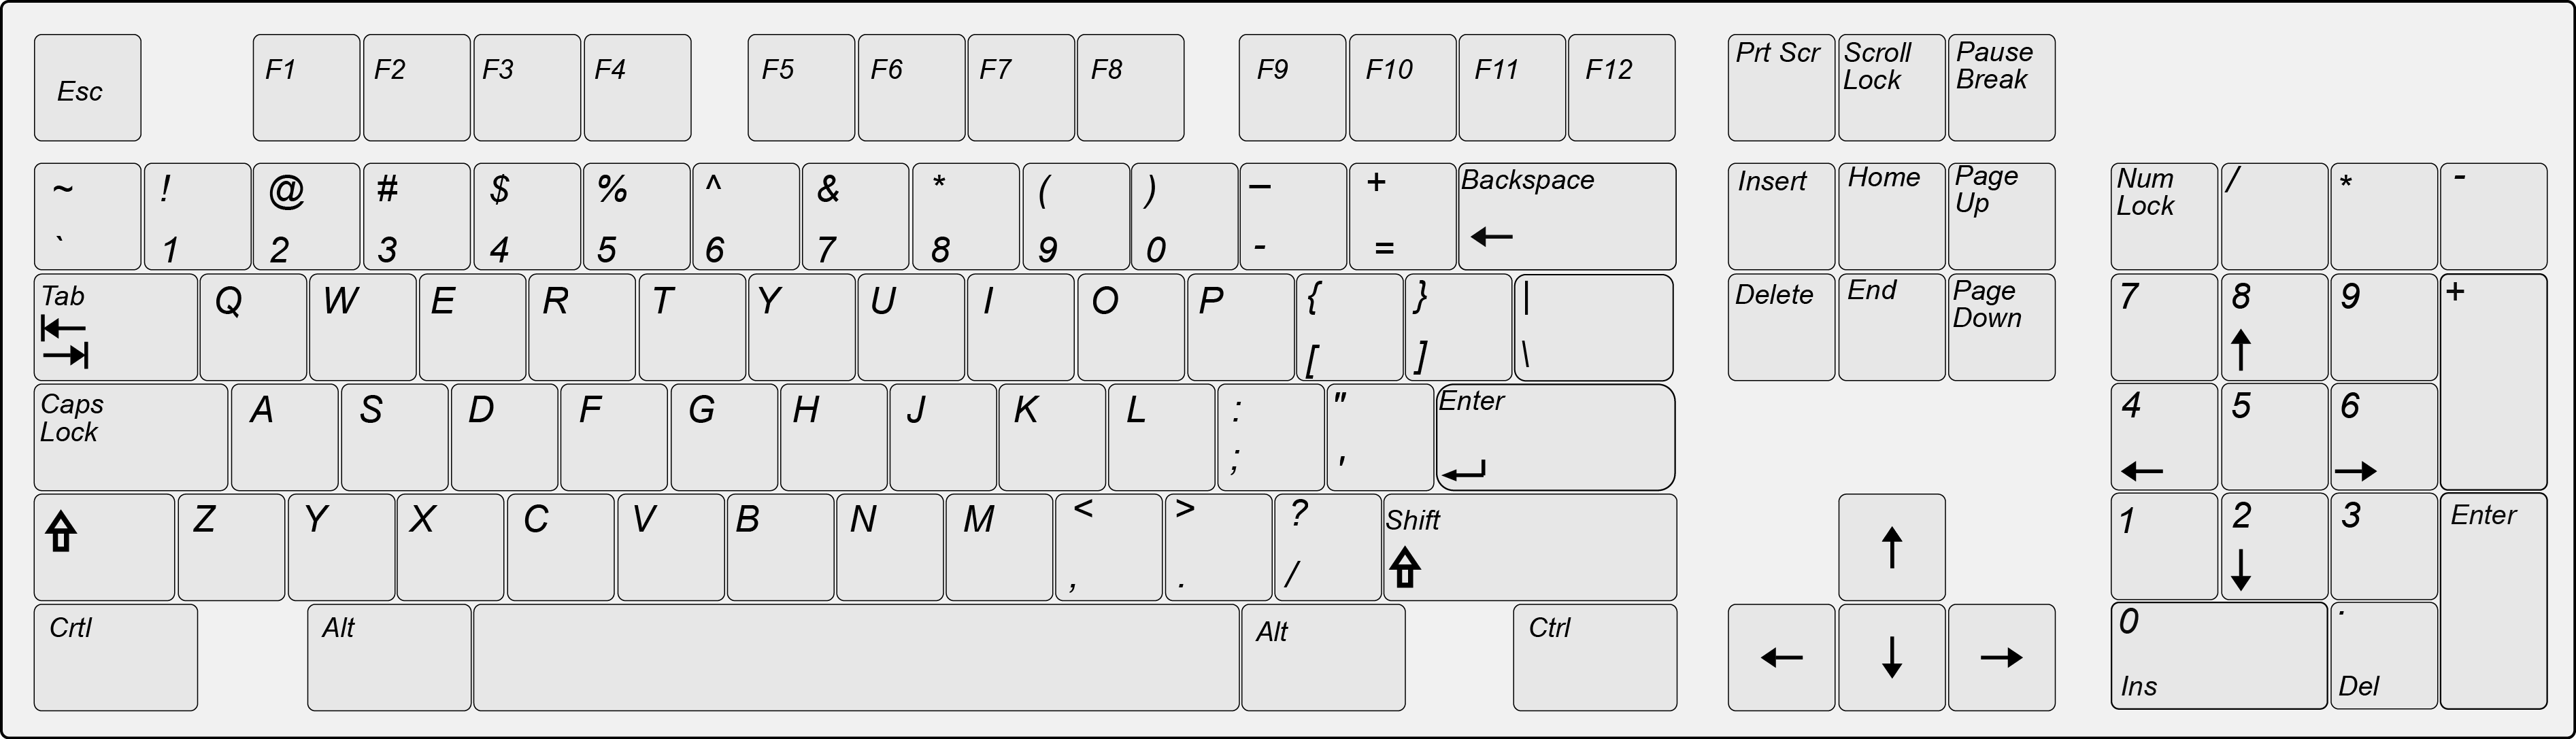 Esc F1 F2 F3 F4 F5 F6 F7 F8 F9 F10 F11 F12 Prt Scr Scroll Lock Pause Break
~ ! @ # $ % ^ & * ( ) – + Backspace Insert Home Page Up Num Lock / * -
` 1 2 3 4 5 6 7 8 9 0 - = ←
Tab Q W E R T Y U I O P { } | Delete End Page Down 7 8 9 +
[ ] \ ↑
Caps Lock A S D F G H J K L : " Enter 4 5 6
; ' ← →
Z Y X C V B N M < > ? Shift ↑ 1 2 3 Enter
, . / ↓
Crtl Alt Alt Ctrl ← ↓ → 0 .
Ins Del